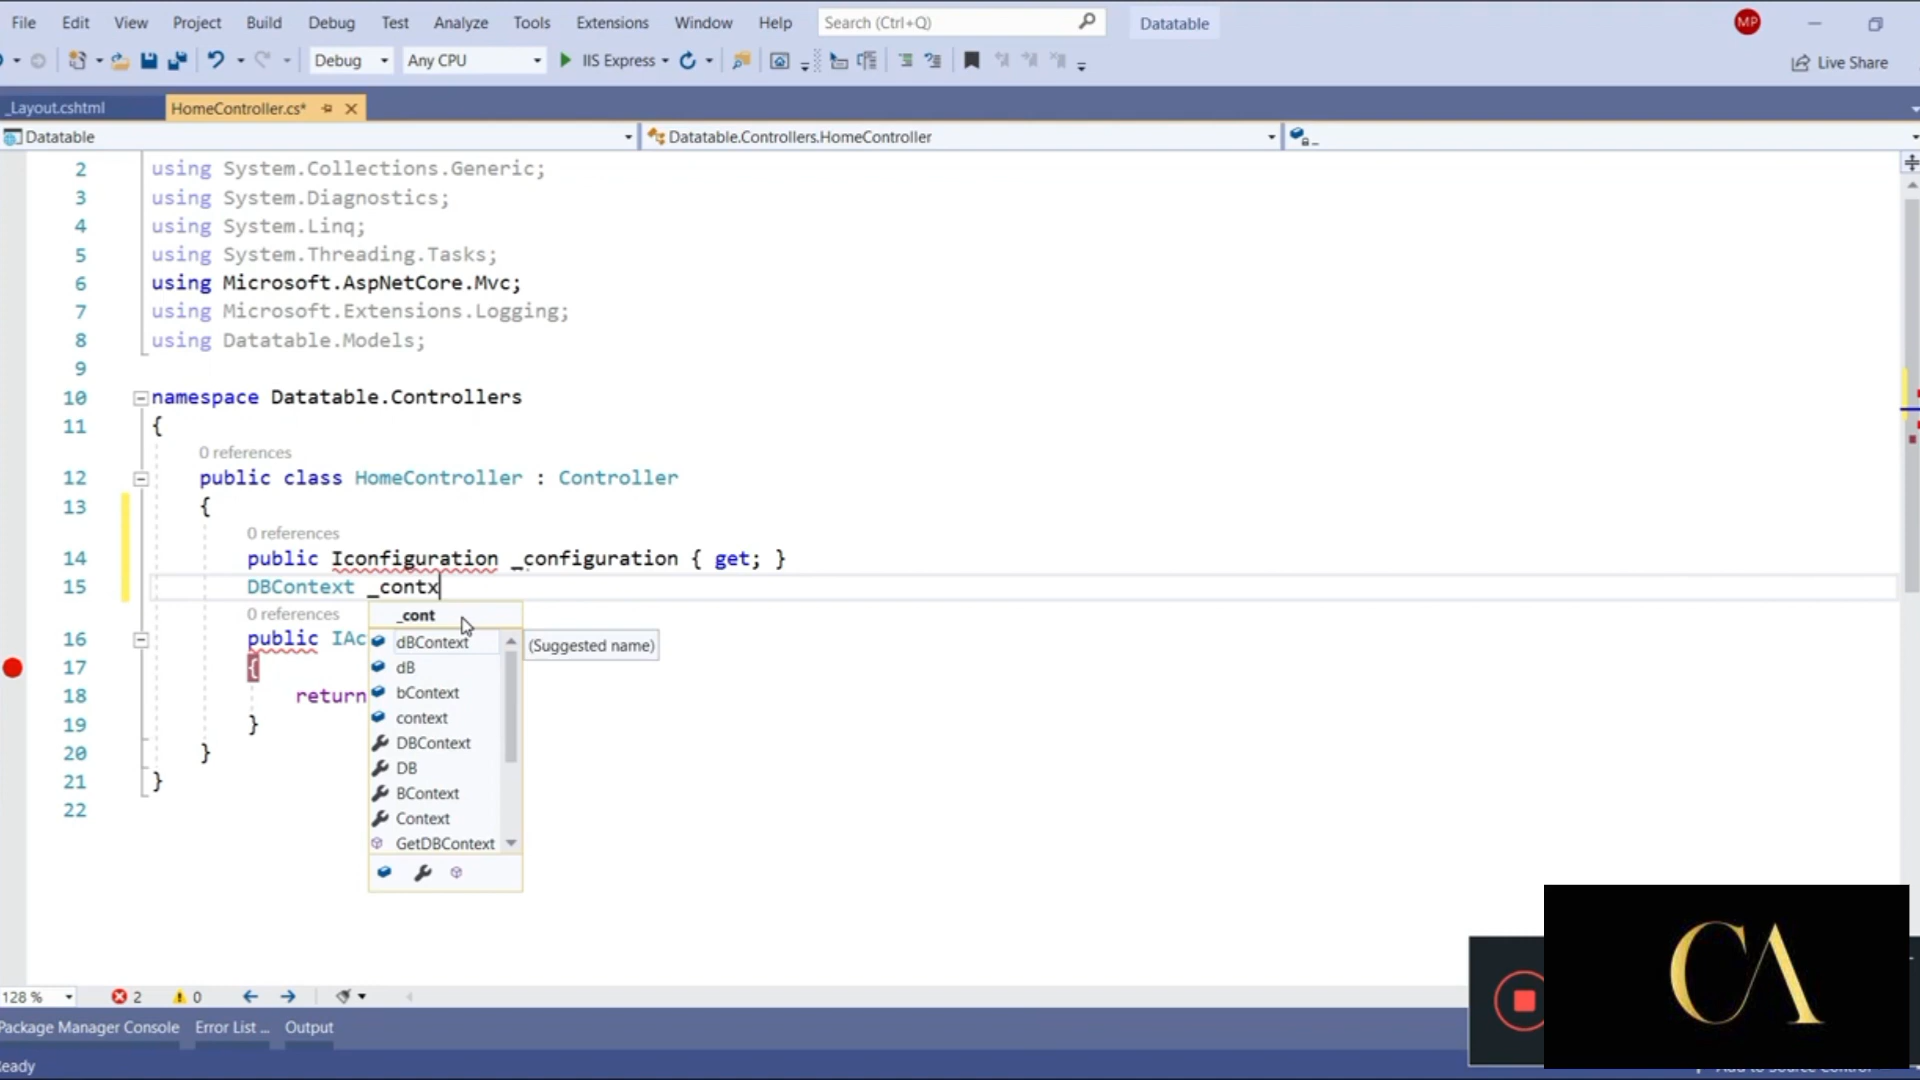 File Edit View Project Build Debug Test Analyze Tools Extensions Window Help Search (Ctrl+Q) Datatable MP
Debug Any CPU IIS Express Live Share
_Layout.cshtml HomeController.cs*
Datatable Datatable.Controllers.HomeController _
2 using System.Collections.Generic;
3 using System.Diagnostics;
4 using System.Linq;
5 using System.Threading.Tasks;
6 using Microsoft.AspNetCore.Mvc;
7 using Microsoft.Extensions.Logging;
8 using Datatable.Models;
9
10 namespace Datatable.Controllers
11 {
0 references
12 public class HomeController : Controller
13 {
0 references
14 public Iconfiguration _configuration { get; }
15 DBContext _contx
0 references
_cont
16 public IAc
dBContext (Suggested name)
17 {
dB
18 return
bContext
context
19 }
DBContext
20 }
DB
21 }
BContext
22
Context
GetDBContext
128 % 2 0
Package Manager Console Error List ... Output
eady
CA